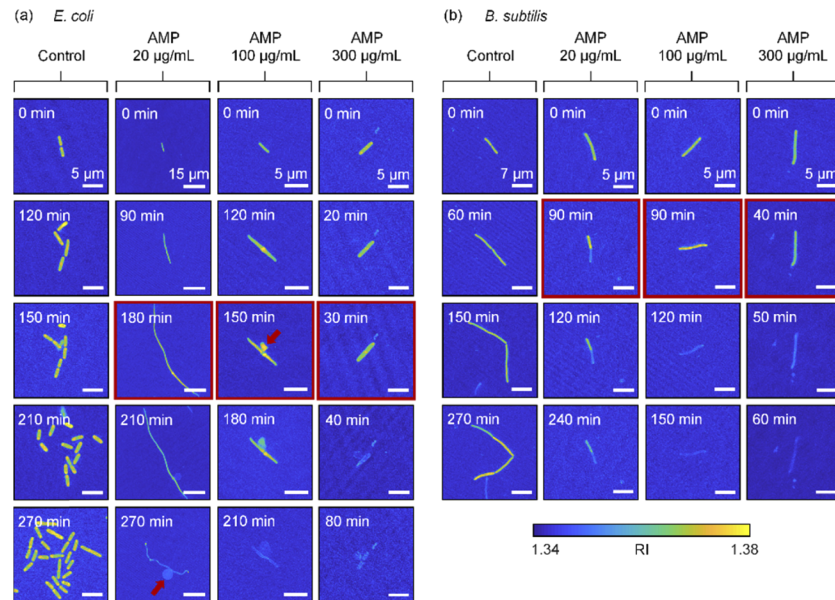 (a) E. coli
(b) B. subtilis
Control
AMP
20 µg/mL
AMP
100 µg/mL
AMP
300 µg/mL
Control
AMP
20 µg/mL
AMP
100 µg/mL
AMP
300 µg/mL
0 min
5 µm
0 min
15 µm
0 min
5 µm
0 min
5 µm
0 min
7 µm
0 min
5 µm
0 min
5 µm
0 min
5 µm
120 min
90 min
120 min
20 min
60 min
90 min
90 min
40 min
150 min
180 min
150 min
30 min
150 min
120 min
120 min
50 min
210 min
210 min
180 min
40 min
270 min
240 min
150 min
60 min
270 min
270 min
210 min
80 min
1.34
RI
1.38